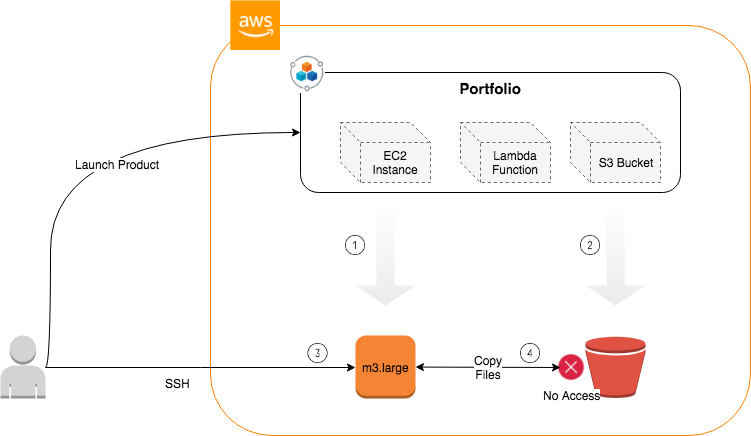 aws
Portfolio
EC2
Instance
Lambda
Function
S3 Bucket
Launch Product
1
2
3
m3.large
Copy
Files
4
SSH
No Access